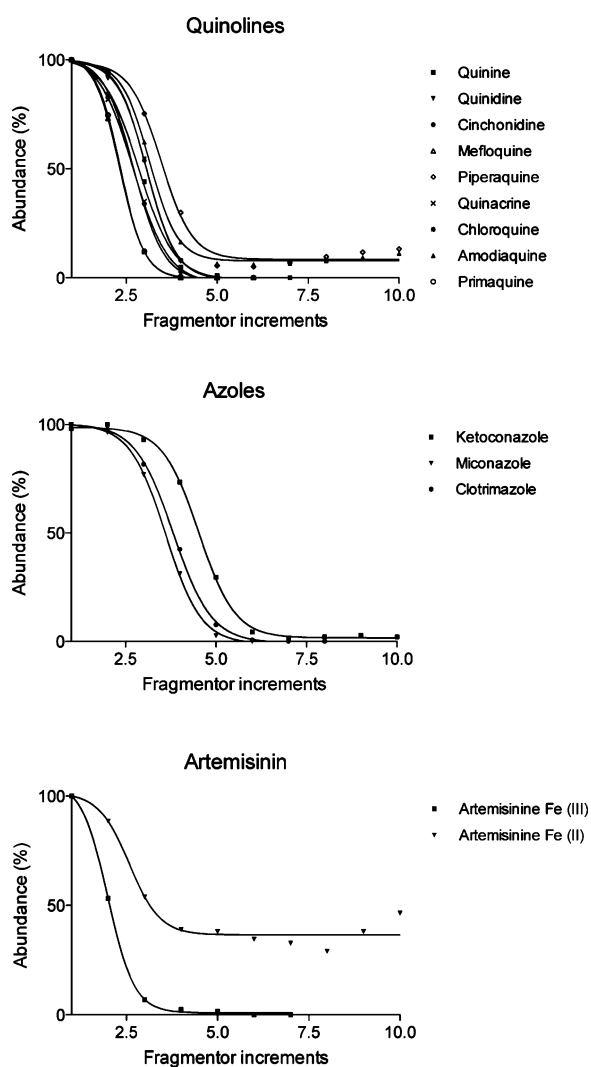 Quinolines
100
50
0
Abundance (%)
2.5 5.0 7.5 10.0
Fragmentor increments
Quinine
Quinidine
Cinchonidine
Mefloquine
Piperaquine
Quinacrine
Chloroquine
Amodiaquine
Primaquine
Azoles
100
50
0
Abundance (%)
2.5 5.0 7.5 10.0
Fragmentor increments
Ketoconazole
Miconazole
Clotrimazole
Artemisinin
100
50
0
Abundance (%)
2.5 5.0 7.5 10.0
Fragmentor increments
Artemisinine Fe (III)
Artemisinine Fe (II)